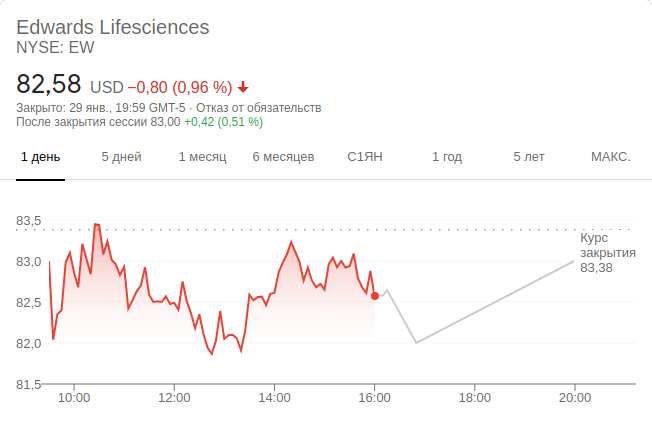 Edwards Lifesciences
NYSE: EW
82,58 USD −0,80 (0,96 %)
Закрыто: 29 янв., 19:59 GMT-5 · Отказ от обязательств
После закрытия сессии 83,00 +0,42 (0,51 %)
1 день 5 дней 1 месяц 6 месяцев С1ЯН 1 год 5 лет МАКС.
83,5
83,0
82,5
82,0
81,5
Курс
закрытия
83,38
10:00 12:00 14:00 16:00 18:00 20:00